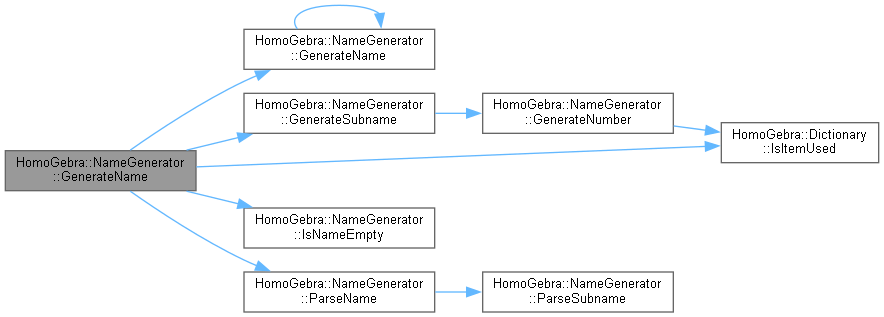 HomoGebra::NameGenerator
::GenerateName
HomoGebra::NameGenerator
::GenerateName
HomoGebra::NameGenerator
::GenerateSubname
HomoGebra::NameGenerator
::GenerateNumber
HomoGebra::Dictionary
::IsItemUsed
HomoGebra::NameGenerator
::IsNameEmpty
HomoGebra::NameGenerator
::ParseName
HomoGebra::NameGenerator
::ParseSubname